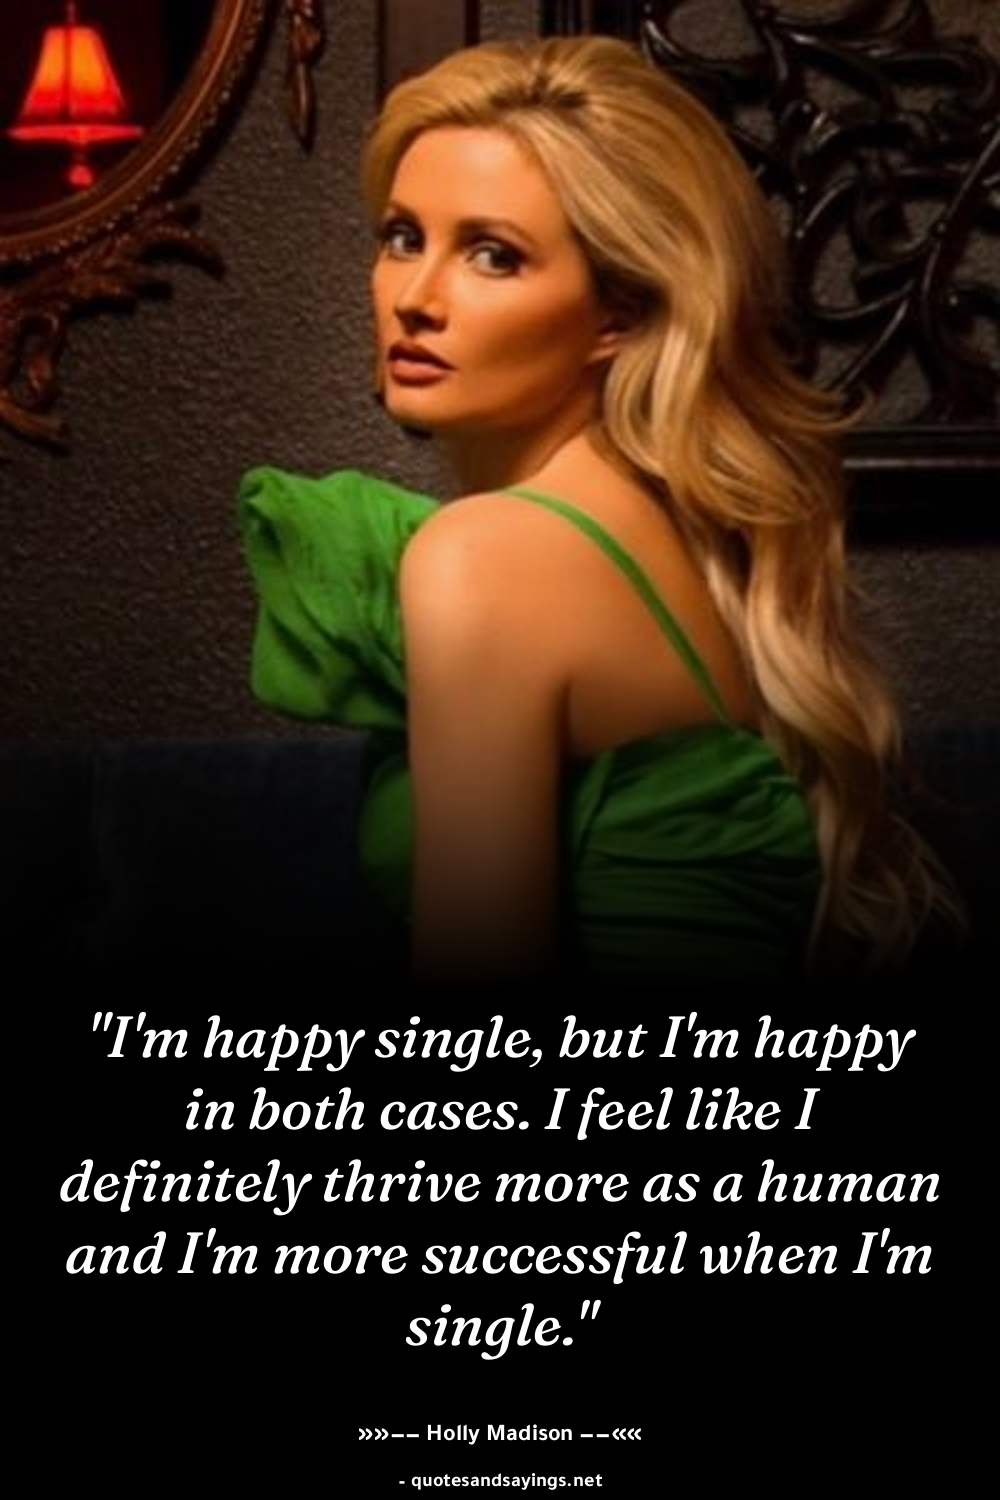 "I'm happy single, but I'm happy
in both cases. I feel like I
definitely thrive more as a human
and I'm more successful when I'm
single."
»»−− Holly Madison −−««
- quotesandsayings.net